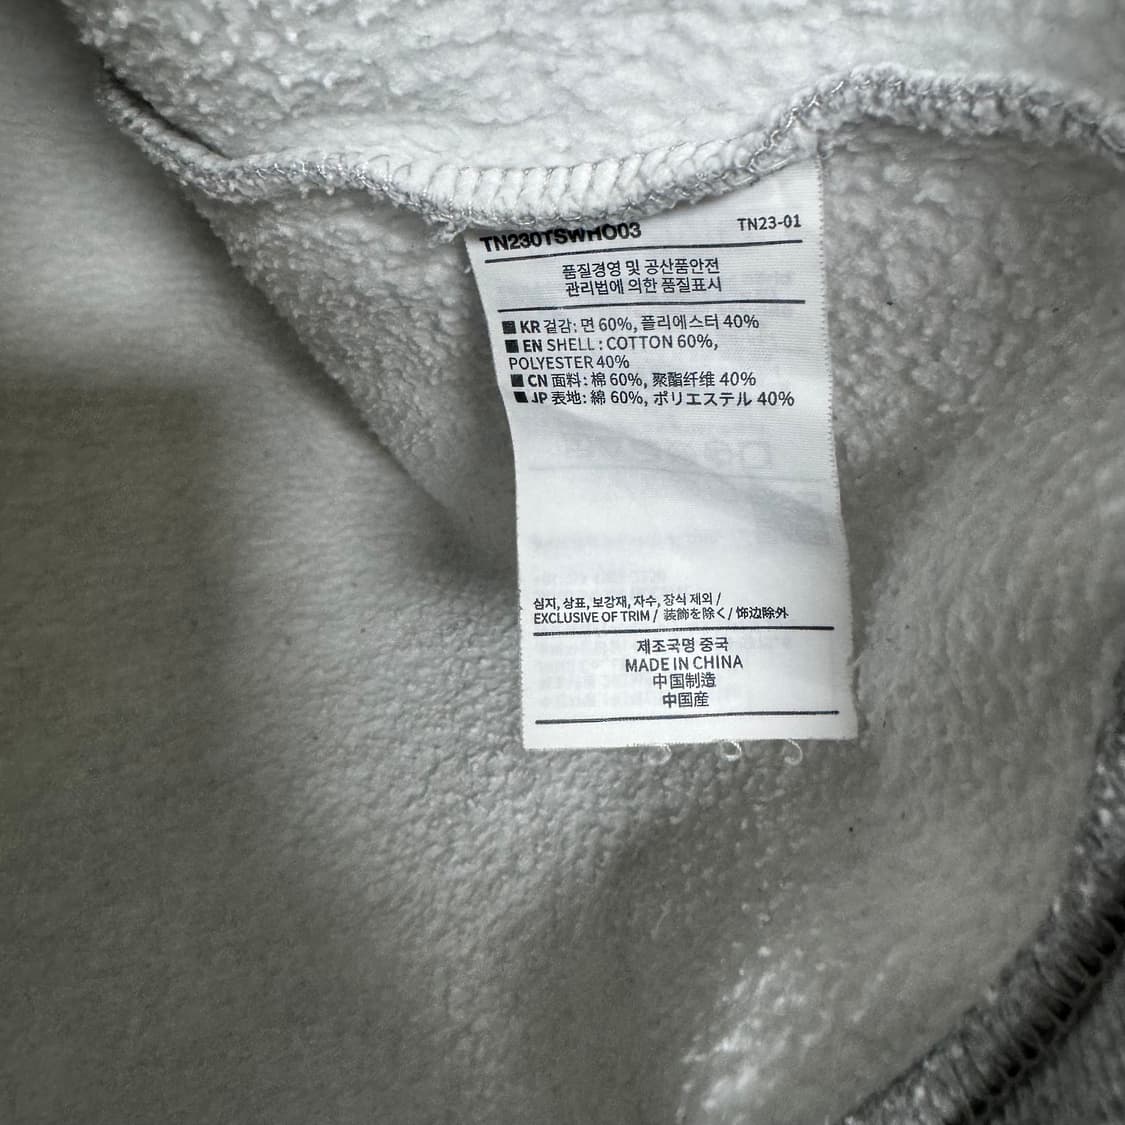 TN230TSWHO03
TN23-01
품질경영 및 공산품안전
관리법에 의한 품질표시
KR 겉감: 면 60%, 폴리에스터 40%
EN SHELL : COTTON 60%,
POLYESTER 40%
CN 面料: 棉 60%, 聚酯纤维 40%
JP 表地: 綿 60%, ポリエステル 40%
심지, 상표, 보강재, 자수, 장식 제외 /
EXCLUSIVE OF TRIM / 装飾を除く / 饰边除外
제조국명 중국
MADE IN CHINA
中国制造
中国産